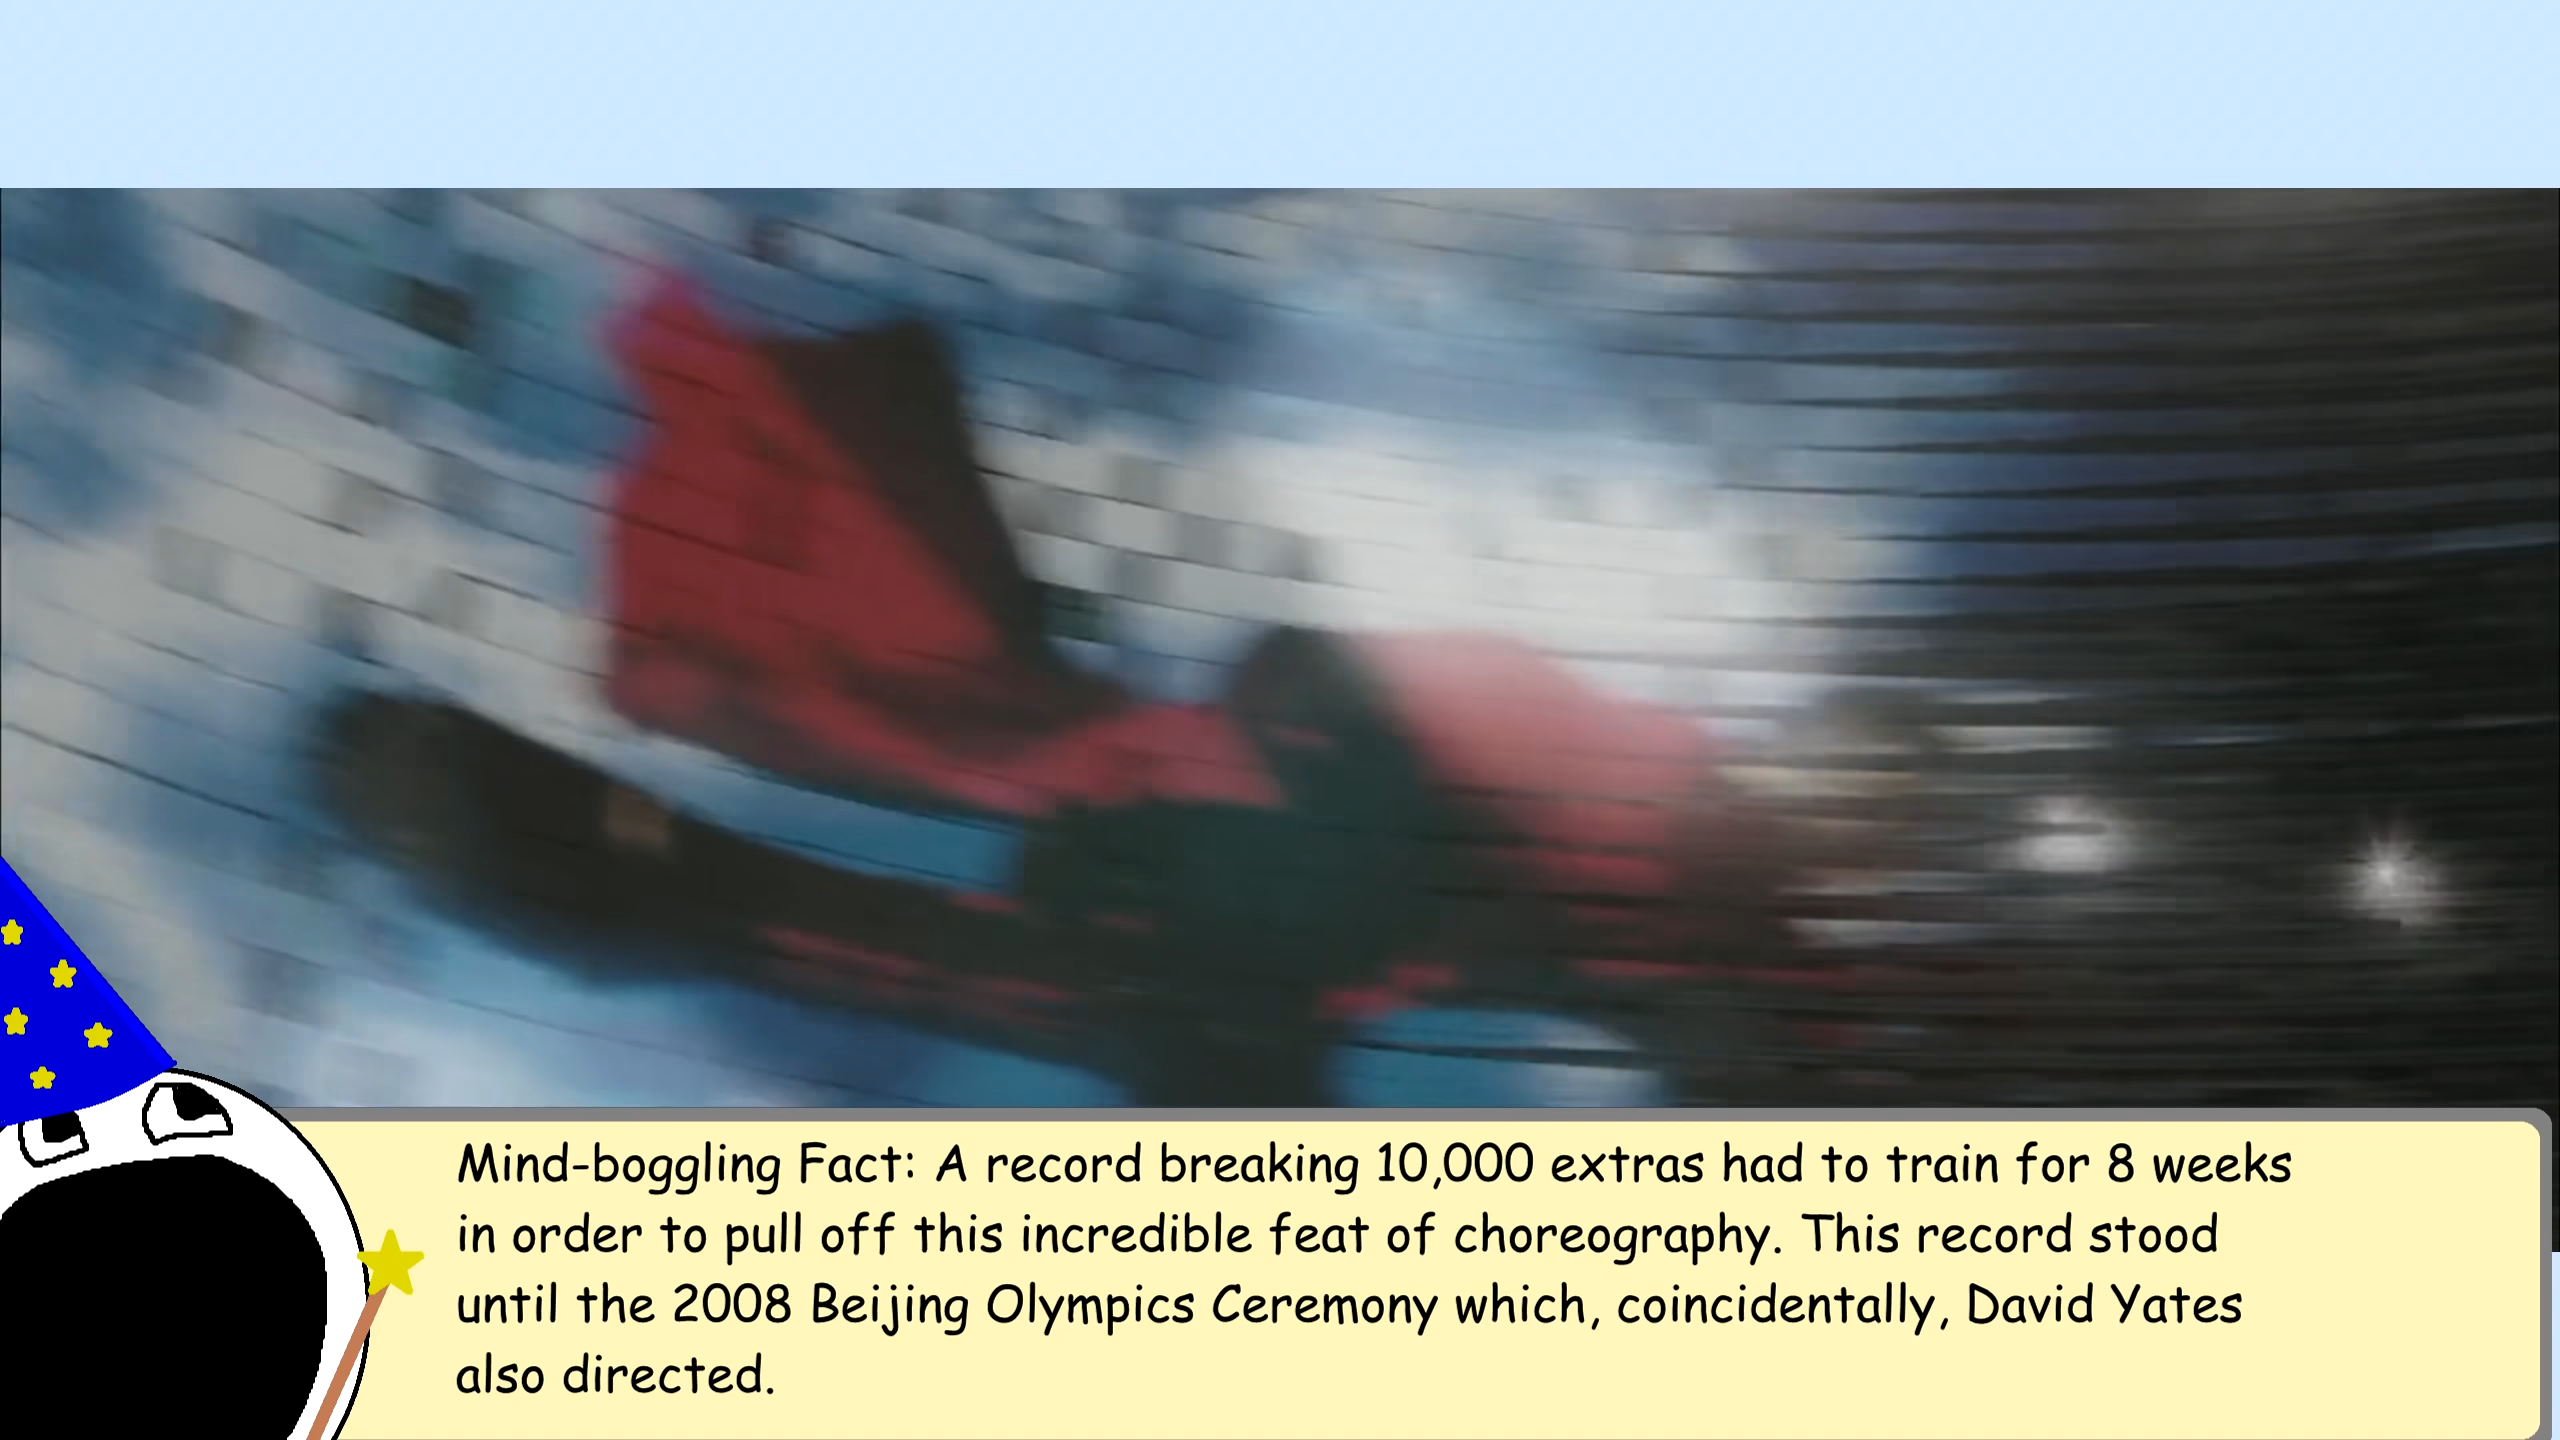 Mind-boggling Fact: A record breaking 10,000 extras had to train for 8 weeks
in order to pull off this incredible feat of choreography. This record stood
until the 2008 Beijing Olympics Ceremony which, coincidentally, David Yates
also directed.